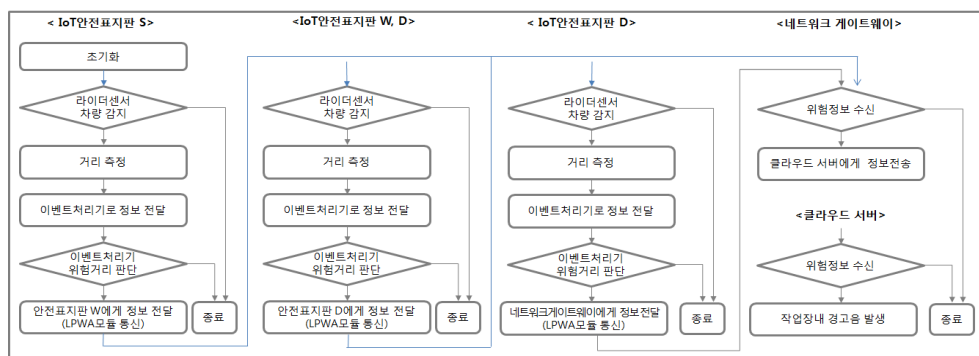 < IoT안전표지판 S>
초기화
라이더센서
차량 감지
거리 측정
이벤트처리기로 정보 전달
이벤트처리기
위험거리 판단
안전표지판 W에게 정보 전달
(LPWA모듈 통신)
종료
<IoT안전표지판 W, D>
라이더센서
차량 감지
거리 측정
이벤트처리기로 정보 전달
이벤트처리기
위험거리 판단
안전표지판 D에게 정보 전달
(LPWA모듈 통신)
종료
< IoT안전표지판 D>
라이더센서
차량 감지
거리 측정
이벤트처리기로 정보 전달
이벤트처리기
위험거리 판단
네트워크게이트웨이에게 정보전달
(LPWA모듈 통신)
종료
<네트워크 게이트웨이>
위험정보 수신
클라우드 서버에게 정보전송
<클라우드 서버>
위험정보 수신
작업장내 경고음 발생
종료